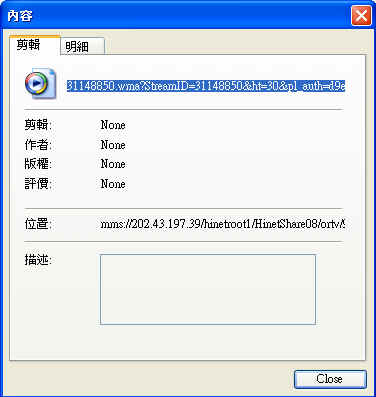 內容
剪輯
明細
31148850.wma?StreamID=31148850&ht=30&pl_auth=d9e
剪輯: None
作者: None
版權: None
評價: None
位置: mms://202.43.197.39/hinetroot1/HinetShare08/ortv/
描述:
Close